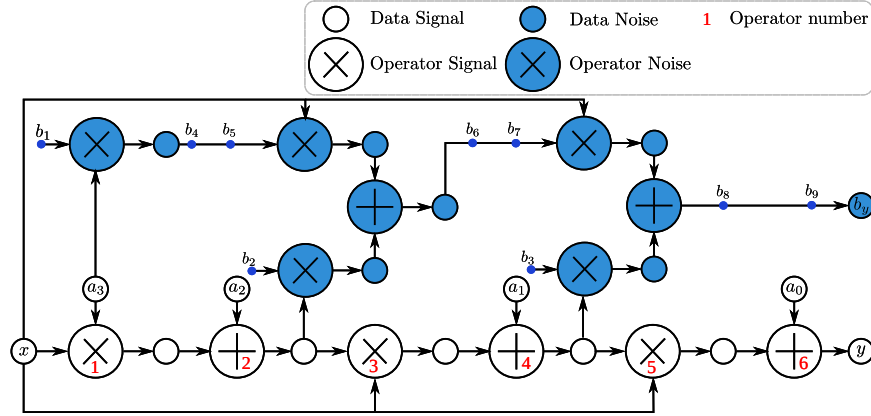 Data Signal
Data Noise
1 Operator number
Operator Signal
Operator Noise
b₁
b₄
b₅
b₆
b₇
b₈
b₉
b_y
b₂
b₃
a₃
a₂
a₁
a₀
x
1
2
3
4
5
6
y